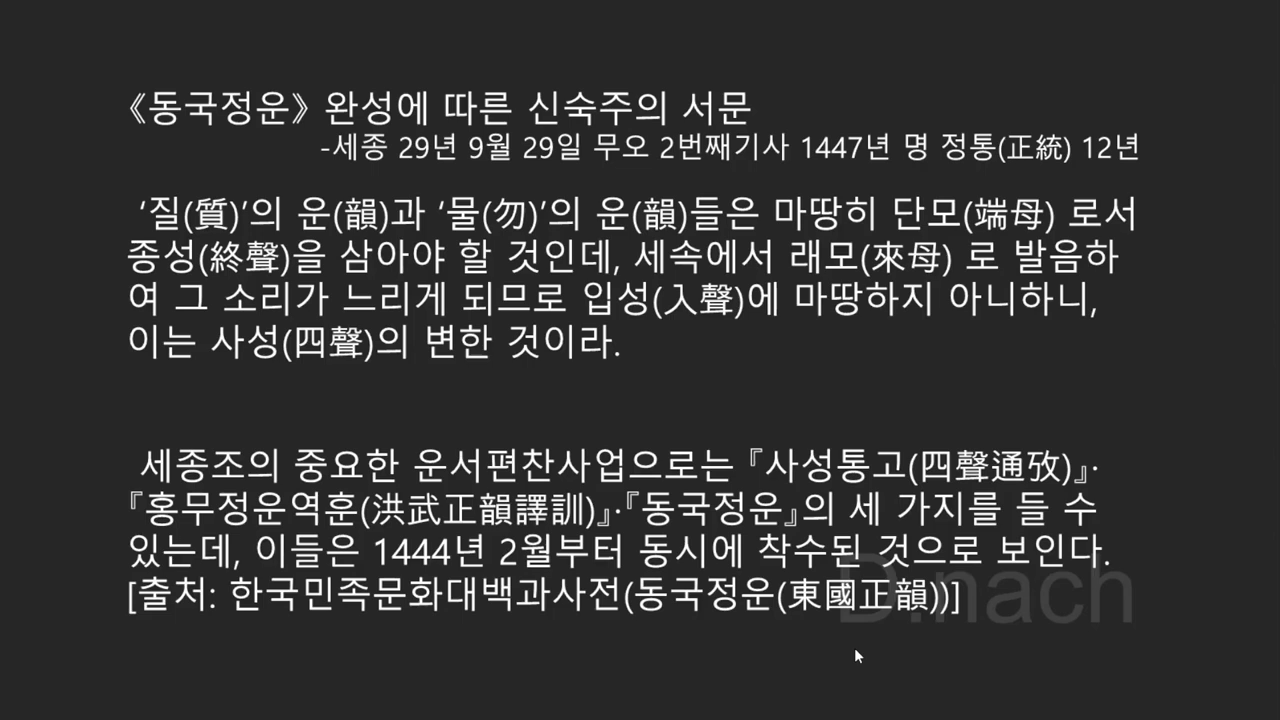 《동국정운》 완성에 따른 신숙주의 서문
-세종 29년 9월 29일 무오 2번째기사 1447년 명 정통(正統) 12년
‘질(質)’의 운(韻)과 ‘물(勿)’의 운(韻)들은 마땅히 단모(端母) 로서
종성(終聲)을 삼아야 할 것인데, 세속에서 래모(來母) 로 발음하
여 그 소리가 느리게 되므로 입성(入聲)에 마땅하지 아니하니,
이는 사성(四聲)의 변한 것이라.
세종조의 중요한 운서편찬사업으로는 『사성통고(四聲通攷)』·
『홍무정운역훈(洪武正韻譯訓)』·『동국정운』의 세 가지를 들 수
있는데, 이들은 1444년 2월부터 동시에 착수된 것으로 보인다.
[출처: 한국민족문화대백과사전(동국정운(東國正韻))]
D.nach